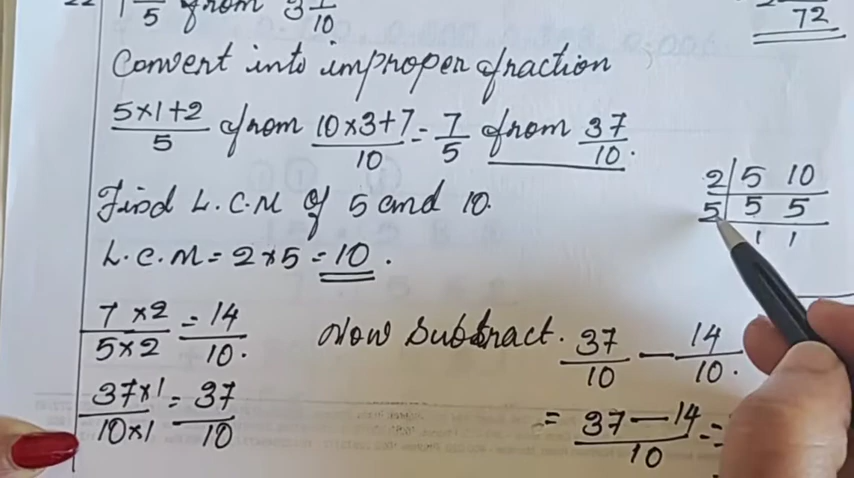 1 /5 from 3 /10
72
Convert into improper fraction
5×1+2/5 from 10×3+7/10 = 7/5 from 37/10.
2 | 5 10
Find L.C.M of 5 and 10.
5 | 5 5
1 1
L.C.M = 2×5 = 10.
7×2/5×2 = 14/10.
Now Subtract. 37/10 — 14/10.
37×1/10×1 = 37/10
= 37—14/10 =